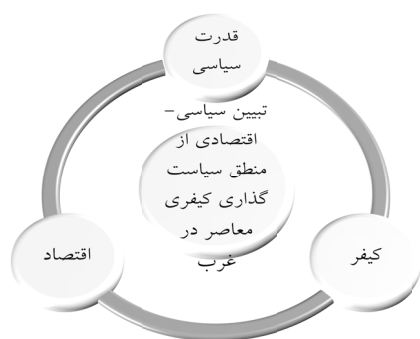 قدرت
سیاسی
تبیین سیاسی-
اقتصادی از
منطق سیاست
گذاری کیفری
معاصر در
غرب
کیفر
اقتصاد